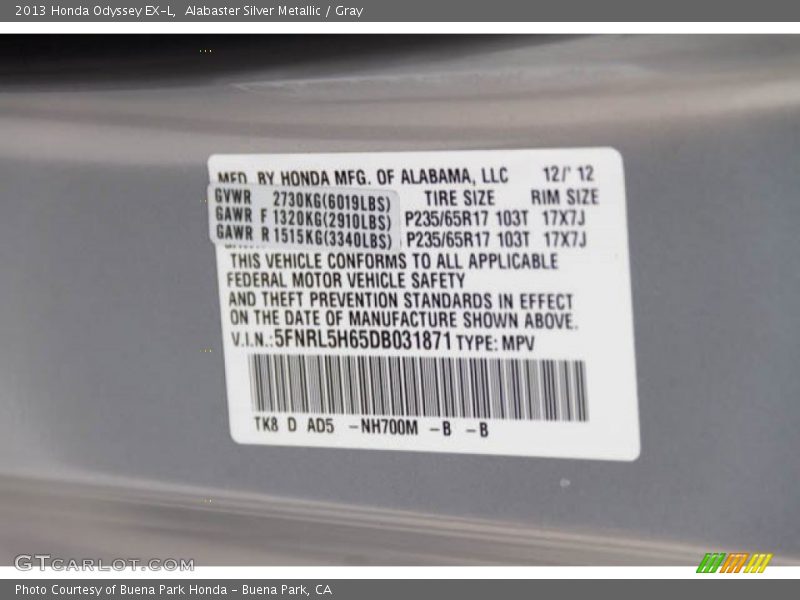 2013 Honda Odyssey EX-L,  Alabaster Silver Metallic / Gray
MFD. BY HONDA MFG. OF ALABAMA, LLC 12/' 12
GVWR 2730KG(6019LBS) TIRE SIZE RIM SIZE
GAWR F 1320KG(2910LBS) P235/65R17 103T 17X7J
GAWR R 1515KG(3340LBS) P235/65R17 103T 17X7J
THIS VEHICLE CONFORMS TO ALL APPLICABLE
FEDERAL MOTOR VEHICLE SAFETY
AND THEFT PREVENTION STANDARDS IN EFFECT
ON THE DATE OF MANUFACTURE SHOWN ABOVE.
V.I.N.:5FNRL5H65DB031871 TYPE: MPV
TK8 D AD5 -NH700M -B -B
GTCARLOT.COM
Photo Courtesy of Buena Park Honda - Buena Park, CA